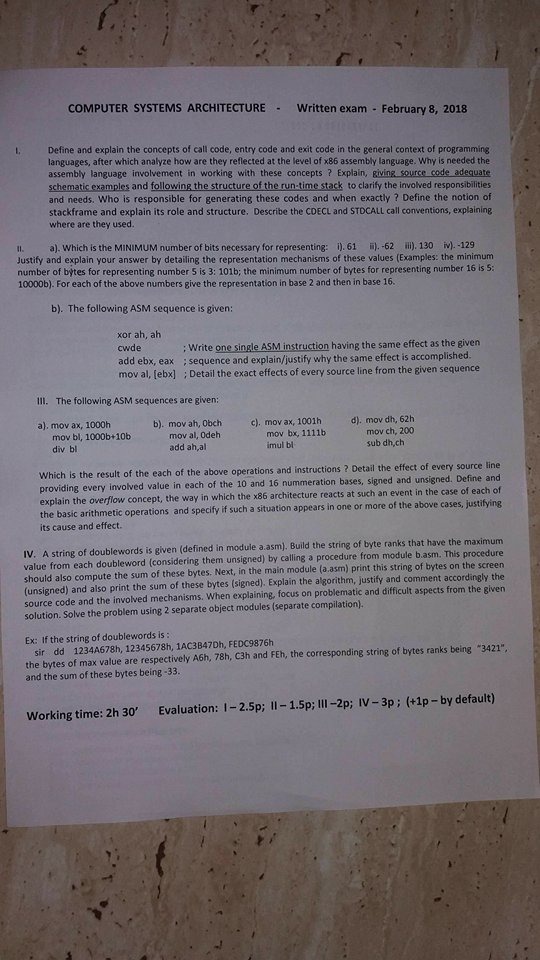 COMPUTER SYSTEMS ARCHITECTURE - Written exam - February 8, 2018
I. Define and explain the concepts of call code, entry code and exit code in the general context of programming
languages, after which analyze how are they reflected at the level of x86 assembly language. Why is needed the
assembly language involvement in working with these concepts ? Explain, giving source code adequate
schematic examples and following the structure of the run-time stack to clarify the involved responsibilities
and needs. Who is responsible for generating these codes and when exactly ? Define the notion of
stackframe and explain its role and structure. Describe the CDECL and STDCALL call conventions, explaining
where are they used.
II. a). Which is the MINIMUM number of bits necessary for representing: i). 61 ii). -62 iii). 130 iv). -129
Justify and explain your answer by detailing the representation mechanisms of these values (Examples: the minimum
number of bytes for representing number 5 is 3: 101b; the minimum number of bytes for representing number 16 is 5:
10000b). For each of the above numbers give the representation in base 2 and then in base 16.
b). The following ASM sequence is given:
xor ah, ah
cwde ; Write one single ASM instruction having the same effect as the given
add ebx, eax ; sequence and explain/justify why the same effect is accomplished.
mov al, [ebx] ; Detail the exact effects of every source line from the given sequence
III. The following ASM sequences are given:
a). mov ax, 1000h b). mov ah, 0bch c). mov ax, 1001h d). mov dh, 62h
mov bl, 1000b+10b mov al, 0deh mov bx, 1111b mov ch, 200
div bl add ah,al imul bl sub dh,ch
Which is the result of the each of the above operations and instructions ? Detail the effect of every source line
providing every involved value in each of the 10 and 16 nummeration bases, signed and unsigned. Define and
explain the overflow concept, the way in which the x86 architecture reacts at such an event in the case of each of
the basic arithmetic operations and specify if such a situation appears in one or more of the above cases, justifying
its cause and effect.
IV. A string of doublewords is given (defined in module a.asm). Build the string of byte ranks that have the maximum
value from each doubleword (considering them unsigned) by calling a procedure from module b.asm. This procedure
should also compute the sum of these bytes. Next, in the main module (a.asm) print this string of bytes on the screen
(unsigned) and also print the sum of these bytes (signed). Explain the algorithm, justify and comment accordingly the
source code and the involved mechanisms. When explaining, focus on problematic and difficult aspects from the given
solution. Solve the problem using 2 separate object modules (separate compilation).
Ex: If the string of doublewords is :
sir dd 1234A678h, 12345678h, 1AC3B47Dh, FEDC9876h
the bytes of max value are respectively A6h, 78h, C3h and FEh, the corresponding string of bytes ranks being "3421",
and the sum of these bytes being -33.
Working time: 2h 30' Evaluation: I – 2.5p; II – 1.5p; III –2p; IV – 3p ; (+1p – by default)